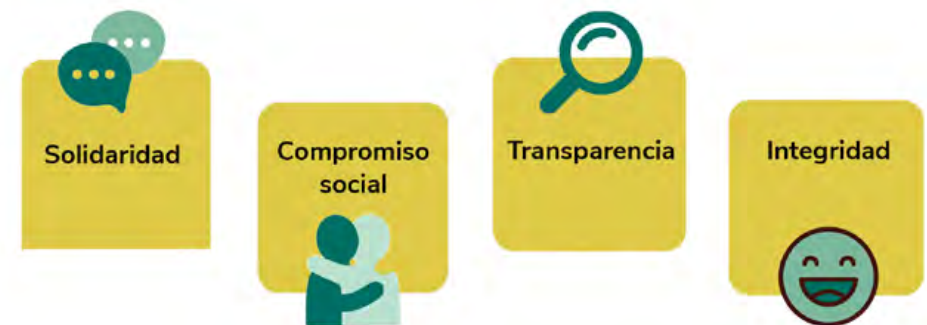 Solidaridad
Compromiso
social
Transparencia
Integridad